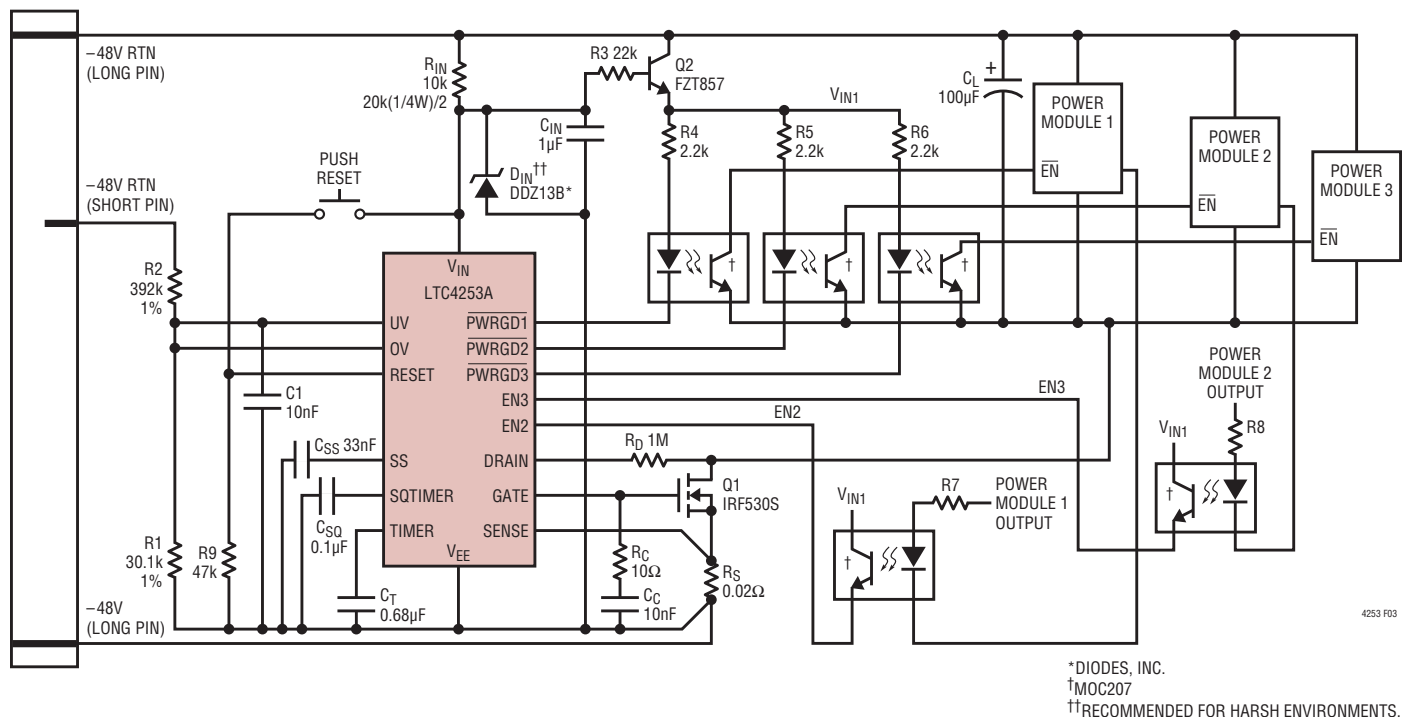 −48V RTN
(LONG PIN)
R3 22k
Q2
FZT857
RIN
10k
20k(1/4W)/2
CL
100µF
+
VIN1
POWER
MODULE 1
EN
POWER
MODULE 2
EN
POWER
MODULE 3
EN
CIN
1µF
R4
2.2k
R5
2.2k
R6
2.2k
PUSH
RESET
DIN††
DDZ13B*
−48V RTN
(SHORT PIN)
†
†
†
R2
392k
1%
VIN
LTC4253A
UV
OV
RESET
SS
SQTIMER
TIMER
VEE
PWRGD1
PWRGD2
PWRGD3
EN3
EN2
DRAIN
GATE
SENSE
C1
10nF
CSS 33nF
CSQ
0.1µF
CT
0.68µF
R1
30.1k
1%
R9
47k
−48V
(LONG PIN)
RD 1M
Q1
IRF530S
RC
10Ω
CC
10nF
RS
0.02Ω
EN3
EN2
VIN1
†
R7
POWER
MODULE 1
OUTPUT
POWER
MODULE 2
OUTPUT
VIN1
R8
†
4253 F03
*DIODES, INC.
†MOC207
††RECOMMENDED FOR HARSH ENVIRONMENTS.